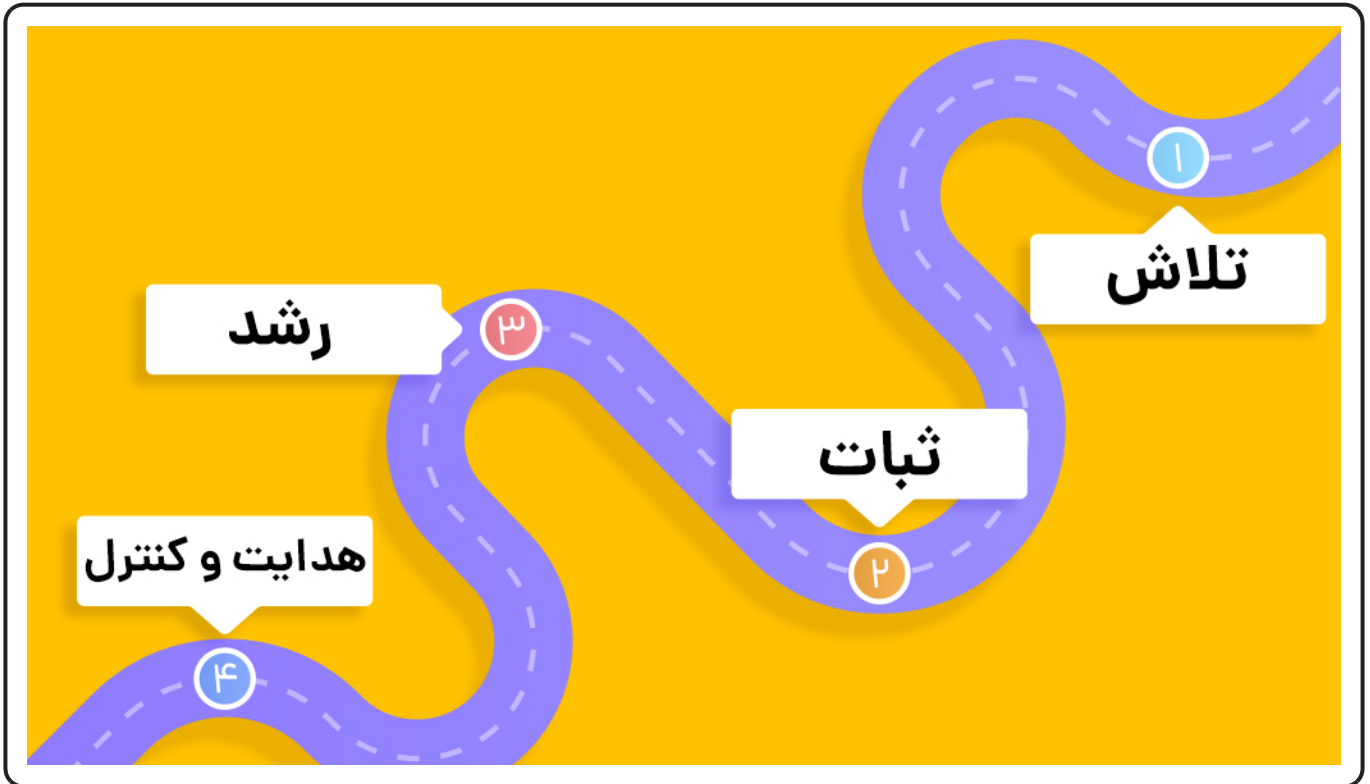 ۱
تلاش
ثبات
۲
۳
رشد
هدایت و کنترل
۴